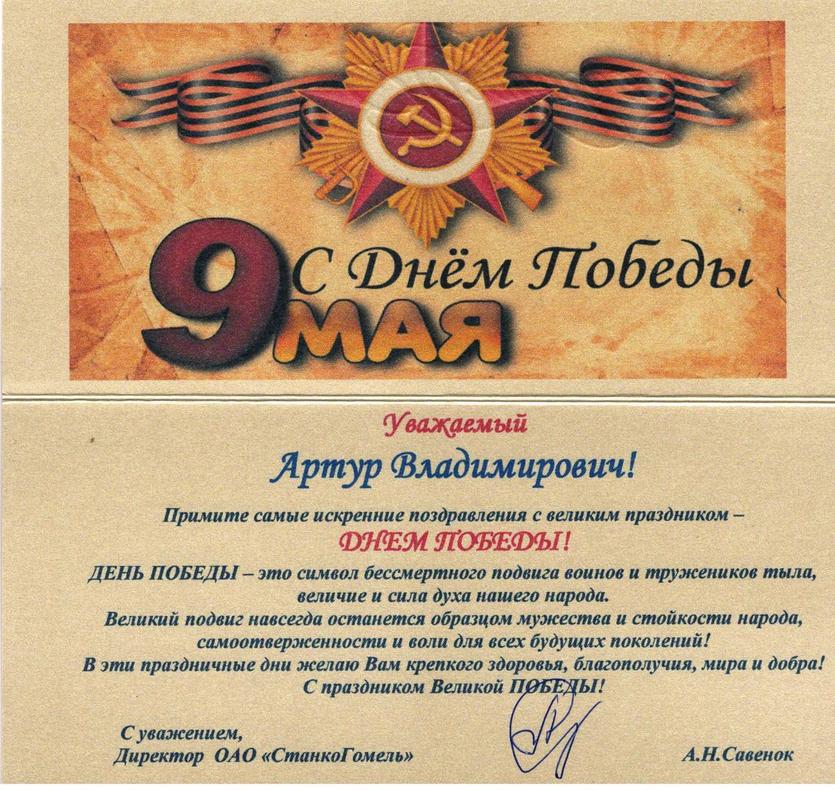 С Днём Победы
9 МАЯ
Уважаемый
Артур Владимирович!
Примите самые искренние поздравления с великим праздником –
ДНЕМ ПОБЕДЫ!
ДЕНЬ ПОБЕДЫ – это символ бессмертного подвига воинов и тружеников тыла,
величие и сила духа нашего народа.
Великий подвиг навсегда останется образцом мужества и стойкости народа,
самоотверженности и воли для всех будущих поколений!
В эти праздничные дни желаю Вам крепкого здоровья, благополучия, мира и добра!
С праздником Великой ПОБЕДЫ!
С уважением,
Директор ОАО «СтанкоГомель» А.Н.Савенок